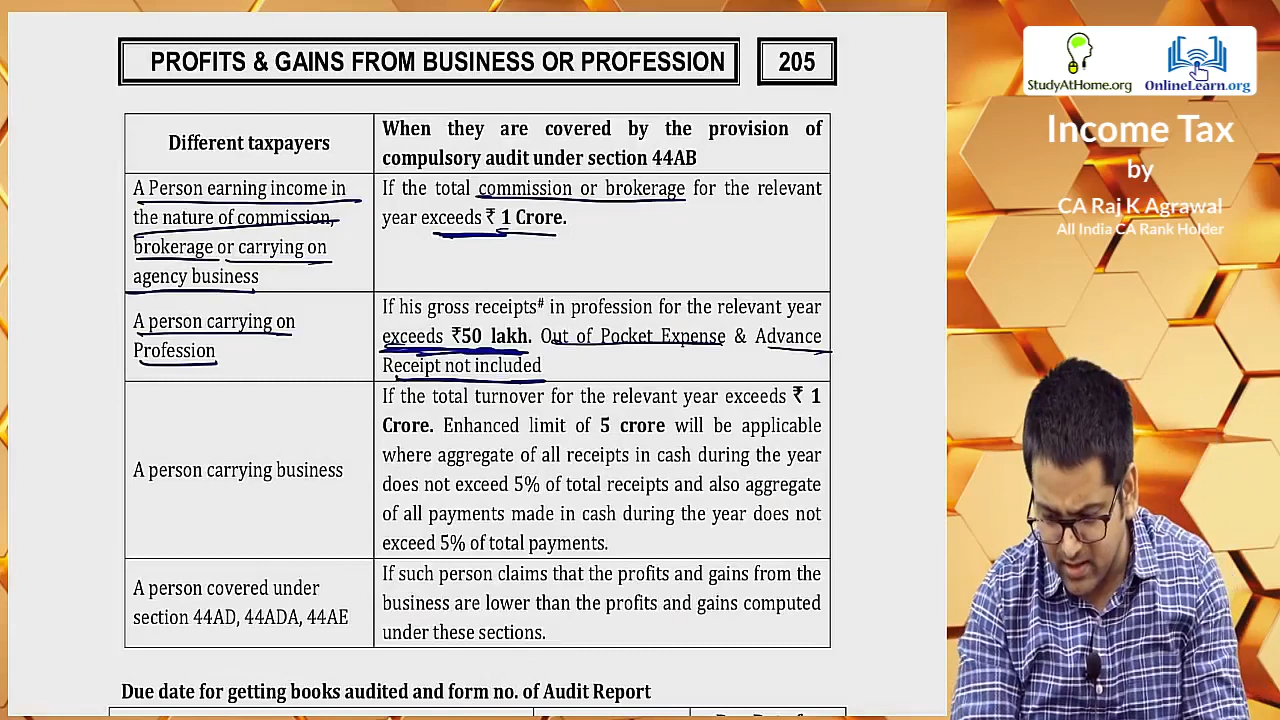 PROFITS & GAINS FROM BUSINESS OR PROFESSION
205
StudyAtHome.org
OnlineLearn.org
Income Tax
by
CA Raj K Agrawal
All India CA Rank Holder
Different taxpayers
When they are covered by the provision of
compulsory audit under section 44AB
A Person earning income in
the nature of commission,
brokerage or carrying on
agency business
If the total commission or brokerage for the relevant
year exceeds ₹ 1 Crore.
A person carrying on
Profession
If his gross receipts# in profession for the relevant year
exceeds ₹50 lakh. Out of Pocket Expense & Advance
Receipt not included
A person carrying business
If the total turnover for the relevant year exceeds ₹ 1
Crore. Enhanced limit of 5 crore will be applicable
where aggregate of all receipts in cash during the year
does not exceed 5% of total receipts and also aggregate
of all payments made in cash during the year does not
exceed 5% of total payments.
A person covered under
section 44AD, 44ADA, 44AE
If such person claims that the profits and gains from the
business are lower than the profits and gains computed
under these sections.
Due date for getting books audited and form no. of Audit Report